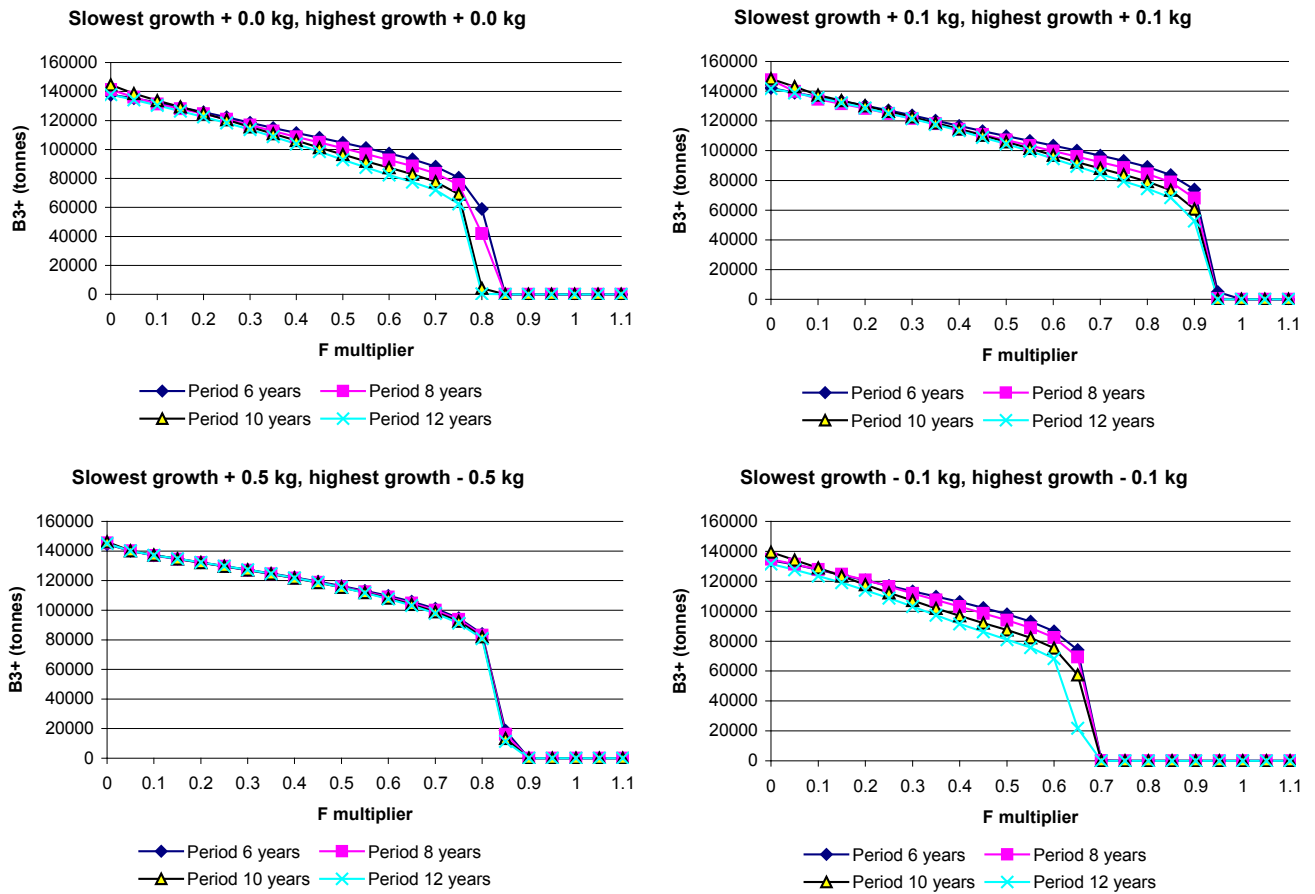 Slowest growth + 0.0 kg, highest growth + 0.0 kg
B3+ (tonnes)
160000
140000
120000
100000
80000
60000
40000
20000
0
0 0.1 0.2 0.3 0.4 0.5 0.6 0.7 0.8 0.9 1 1.1
F multiplier
Period 6 years Period 8 years
Period 10 years Period 12 years
Slowest growth + 0.1 kg, highest growth + 0.1 kg
B3+ (tonnes)
160000
140000
120000
100000
80000
60000
40000
20000
0
0 0.1 0.2 0.3 0.4 0.5 0.6 0.7 0.8 0.9 1 1.1
F multiplier
Period 6 years Period 8 years
Period 10 years Period 12 years
Slowest growth + 0.5 kg, highest growth - 0.5 kg
B3+ (tonnes)
160000
140000
120000
100000
80000
60000
40000
20000
0
0 0.1 0.2 0.3 0.4 0.5 0.6 0.7 0.8 0.9 1 1.1
F multiplier
Period 6 years Period 8 years
Period 10 years Period 12 years
Slowest growth - 0.1 kg, highest growth - 0.1 kg
B3+ (tonnes)
160000
140000
120000
100000
80000
60000
40000
20000
0
0 0.1 0.2 0.3 0.4 0.5 0.6 0.7 0.8 0.9 1 1.1
F multiplier
Period 6 years Period 8 years
Period 10 years Period 12 years